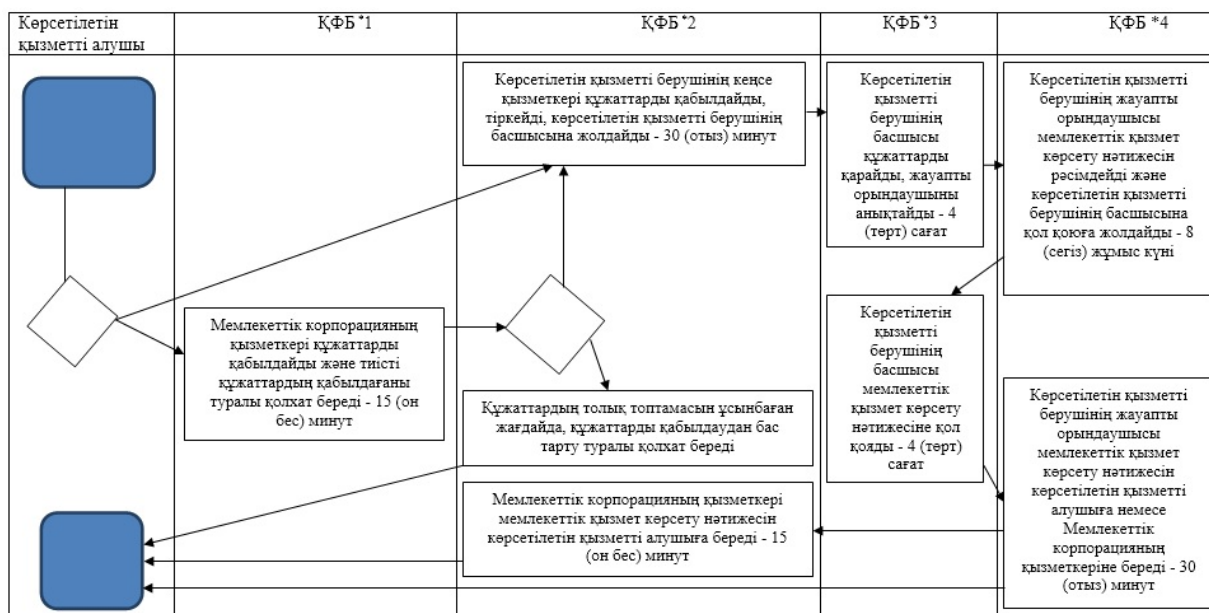 Көрсетілетін
қызметті алушы
ҚФБ *1
ҚФБ *2
ҚФБ *3
ҚФБ *4
Көрсетілетін қызметті берушінің кеңсе
қызметкері құжаттарды қабылдайды,
тіркейді, көрсетілетін қызметті берушінің
басшысына жолдайды - 30 (отыз) минут
Көрсетілетін
қызметті
берушінің
басшысы
құжаттарды
қарайды, жауапты
орындаушыны
анықтайды - 4
(төрт) сағат
Көрсетілетін қызметті
берушінің жауапты
орындаушысы
мемлекеттік қызмет
көрсету нәтижесін
рәсімдейді және
көрсетілетін қызметті
берушінің басшысына
қол қоюға жолдайды - 8
(сегіз) жұмыс күні
Мемлекеттік корпорацияның
қызметкері құжаттарды
қабылдайды және тиісті
құжаттардың қабылдағаны
туралы қолхат береді - 15 (он
бес) минут
Құжаттардың толық топтамасын ұсынбаған
жағдайда, құжаттарды қабылдаудан бас
тарту туралы қолхат береді
Көрсетілетін
қызметті
берушінің
басшысы
мемлекеттік
қызмет көрсету
нәтижесіне қол
қояды - 4 (төрт)
сағат
Көрсетілетін қызметті
берушінің жауапты
орындаушысы
мемлекеттік қызмет
көрсету нәтижесін
көрсетілетін қызметті
алушыға немесе
Мемлекеттік
корпорацияның
қызметкеріне береді - 30
(отыз) минут
Мемлекеттік корпорацияның қызметкері
мемлекеттік қызмет көрсету нәтижесін
көрсетілетін қызметті алушыға береді - 15
(он бес) минут